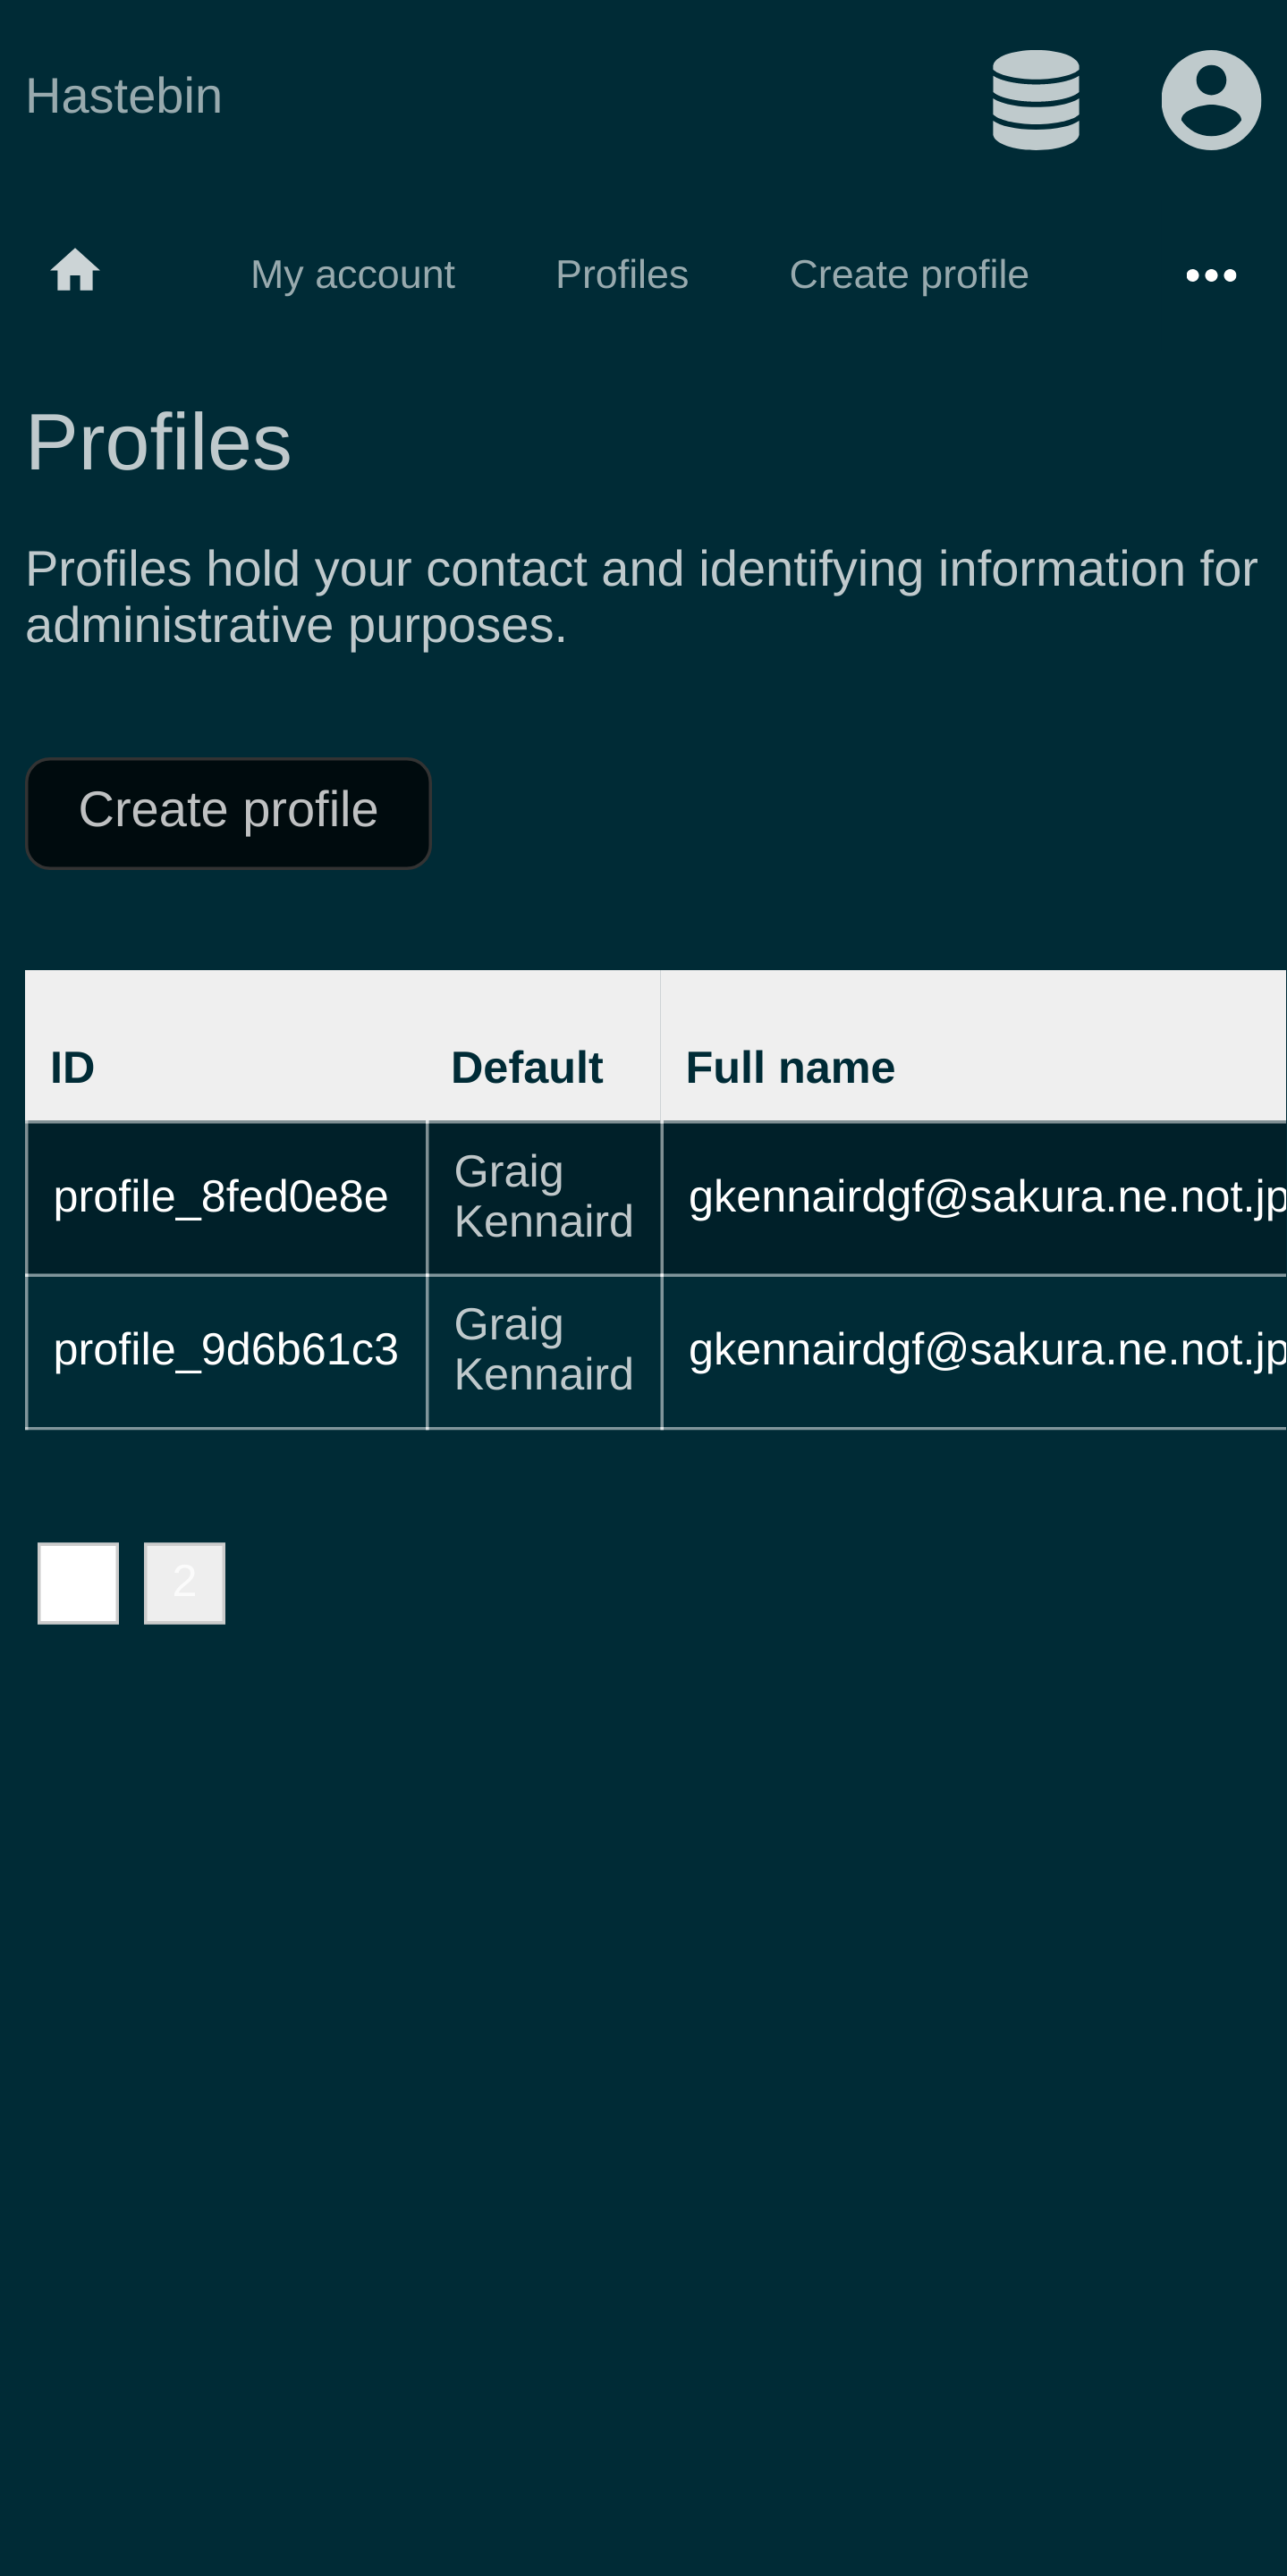 Hastebin
My account Profiles Create profile
Profiles
Profiles hold your contact and identifying information for
administrative purposes.
Create profile
ID Default Full name
profile_8fed0e8e Graig Kennaird gkennairdgf@sakura.ne.not.jp
profile_9d6b61c3 Graig Kennaird gkennairdgf@sakura.ne.not.jp
2